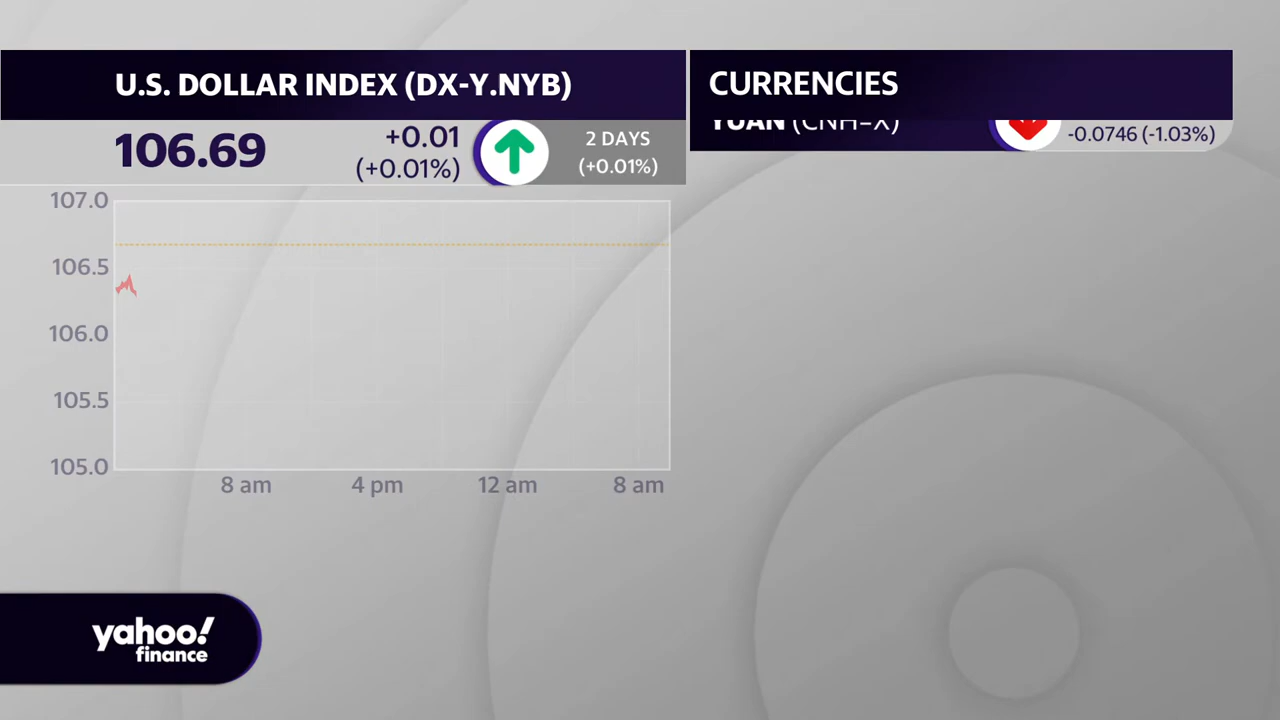 U.S. DOLLAR INDEX (DX-Y.NYB)
106.69
+0.01
(+0.01%)
2 DAYS
(+0.01%)
107.0
106.5
106.0
105.5
105.0
8 am
4 pm
12 am
8 am
CURRENCIES
YUAN (CNH=X)
-0.0746 (-1.03%)
yahoo!
finance